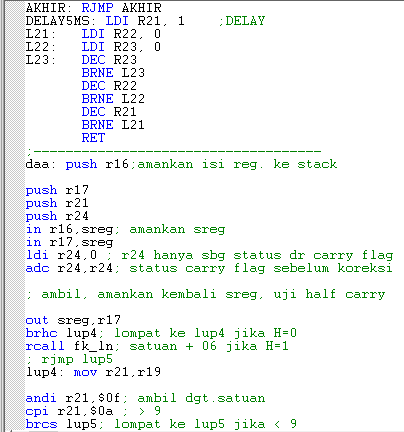 AKHIR: RJMP AKHIR
DELAY5MS: LDI R21, 1    ;DELAY
L21:   LDI R22, 0
L22:   LDI R23, 0
L23:   DEC R23
       BRNE L23
       DEC R22
       BRNE L22
       DEC R21
       BRNE L21
       RET
;------------------------------------
daa: push r16;amankan isi reg. ke stack
push r17
push r21
push r24
in r16,sreg; amankan sreg
in r17,sreg
ldi r24,0 ; r24 hanya sbg status dr carry flag
adc r24,r24; status carry flag sebelum koreksi
; ambil, amankan kembali sreg, uji half carry
out sreg,r17
brhc lup4; lompat ke lup4 jika H=0
rcall fk_ln; satuan + 06 jika H=1
; rjmp lup5
lup4: mov r21,r19
andi r21,$0f; ambil dgt.satuan
cpi r21,$0a ; > 9
brcs lup5; lompat ke lup5 jika < 9